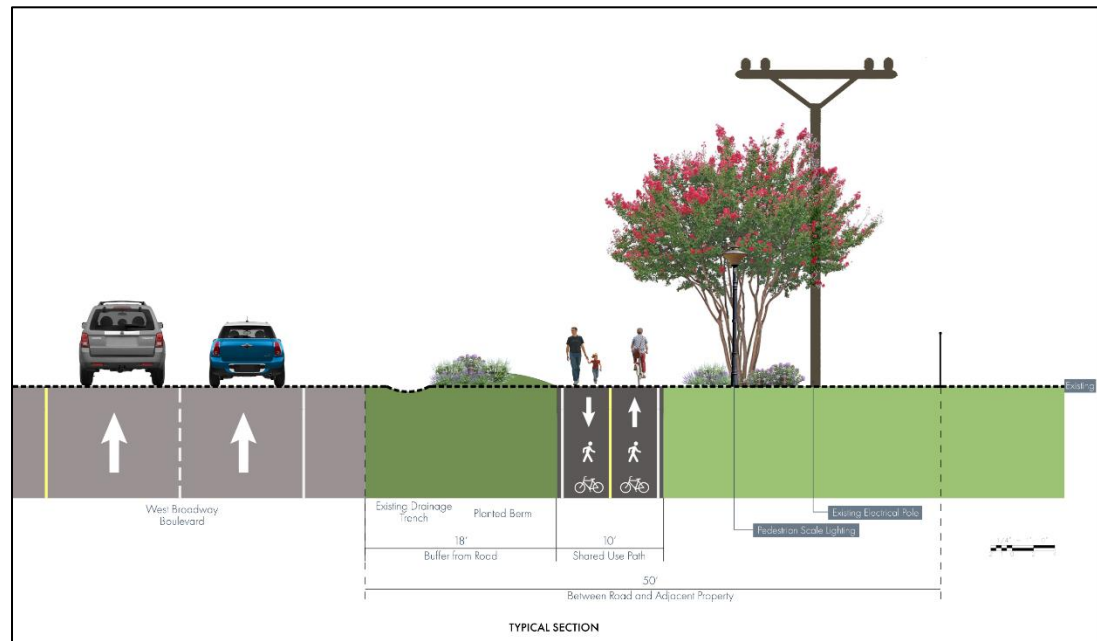 Existing
West Broadway
Boulevard
Existing Drainage
Trench
Planted Berm
Existing Electrical Pole
Pedestrian Scale Lighting
18'
Buffer from Road
10'
Shared Use Path
50'
Between Road and Adjacent Property
TYPICAL SECTION